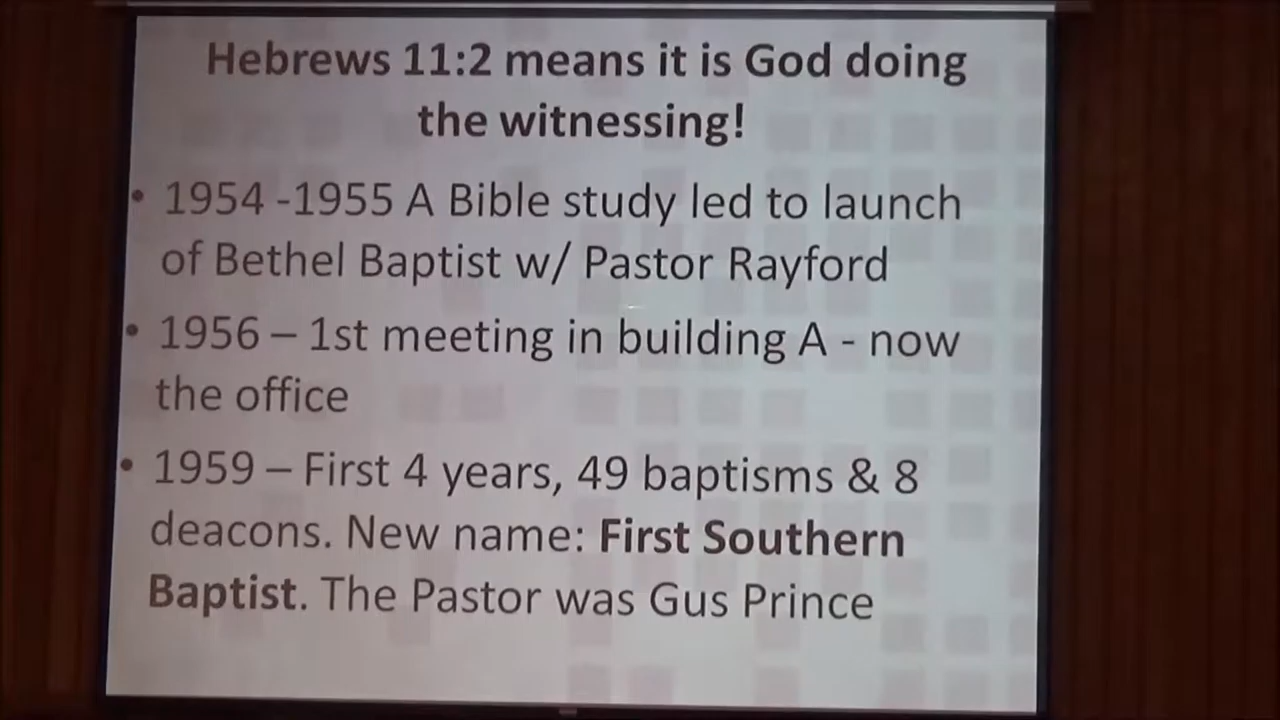 Hebrews 11:2 means it is God doing
the witnessing!
• 1954 -1955 A Bible study led to launch
of Bethel Baptist w/ Pastor Rayford
• 1956 – 1st meeting in building A - now
the office
• 1959 – First 4 years, 49 baptisms & 8
deacons. New name: First Southern
Baptist. The Pastor was Gus Prince